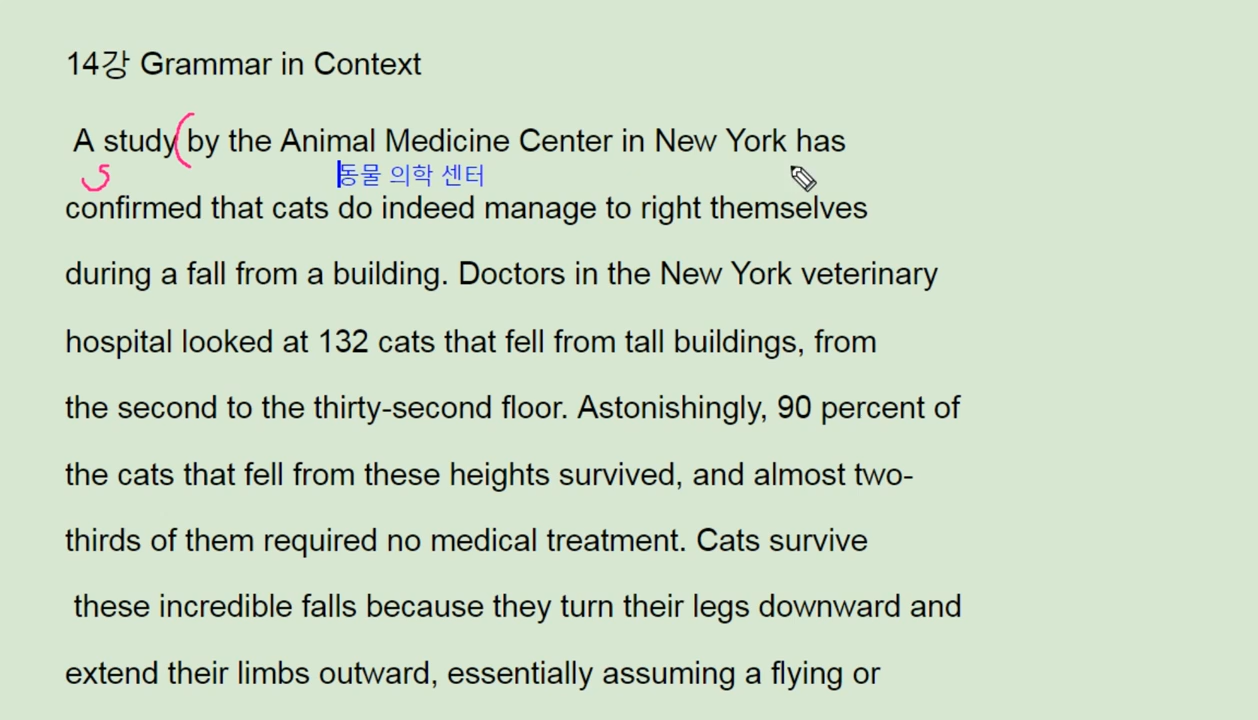 14강 Grammar in Context
A study (by the Animal Medicine Center in New York has
S
동물 의학 센터
confirmed that cats do indeed manage to right themselves
during a fall from a building. Doctors in the New York veterinary
hospital looked at 132 cats that fell from tall buildings, from
the second to the thirty-second floor. Astonishingly, 90 percent of
the cats that fell from these heights survived, and almost two-
thirds of them required no medical treatment. Cats survive
these incredible falls because they turn their legs downward and
extend their limbs outward, essentially assuming a flying or